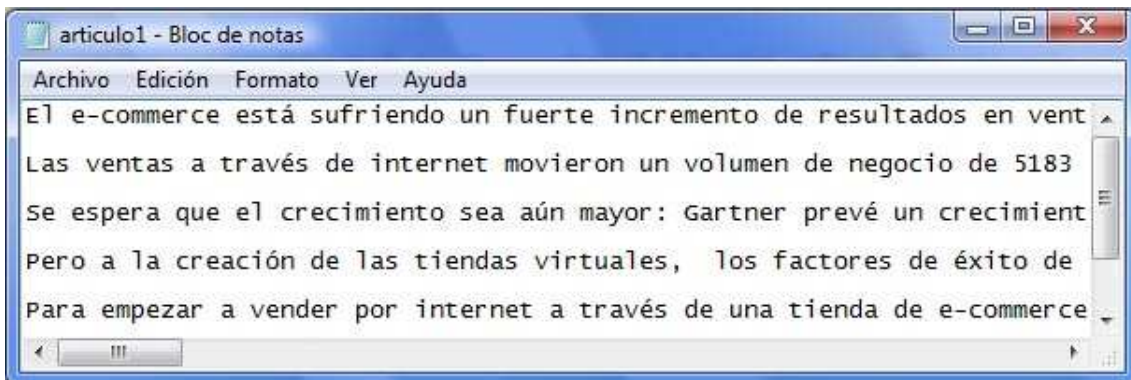 articulo1 - Bloc de notas
Archivo Edición Formato Ver Ayuda
El e-commerce está sufriendo un fuerte incremento de resultados en vent
Las ventas a través de internet movieron un volumen de negocio de 5183
Se espera que el crecimiento sea aún mayor: Gartner prevé un crecimient
Pero a la creación de las tiendas virtuales,  los factores de éxito de
Para empezar a vender por internet a través de una tienda de e-commerce